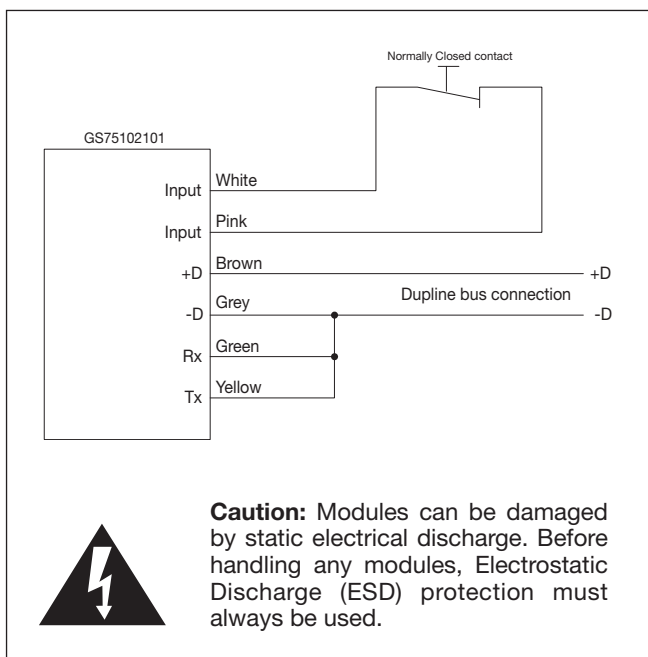 Normally Closed contact
GS75102101
Input White
Input Pink
+D Brown +D
Dupline bus connection
-D Grey -D
Rx Green
Tx Yellow
Caution: Modules can be damaged
by static electrical discharge. Before
handling any modules, Electrostatic
Discharge (ESD) protection must
always be used.